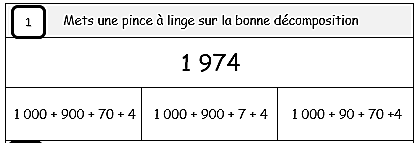 1 Mets une pince à linge sur la bonne décomposition
1 974
1 000 + 900 + 70 + 4 1 000 + 900 + 7 + 4 1 000 + 90 + 70 +4